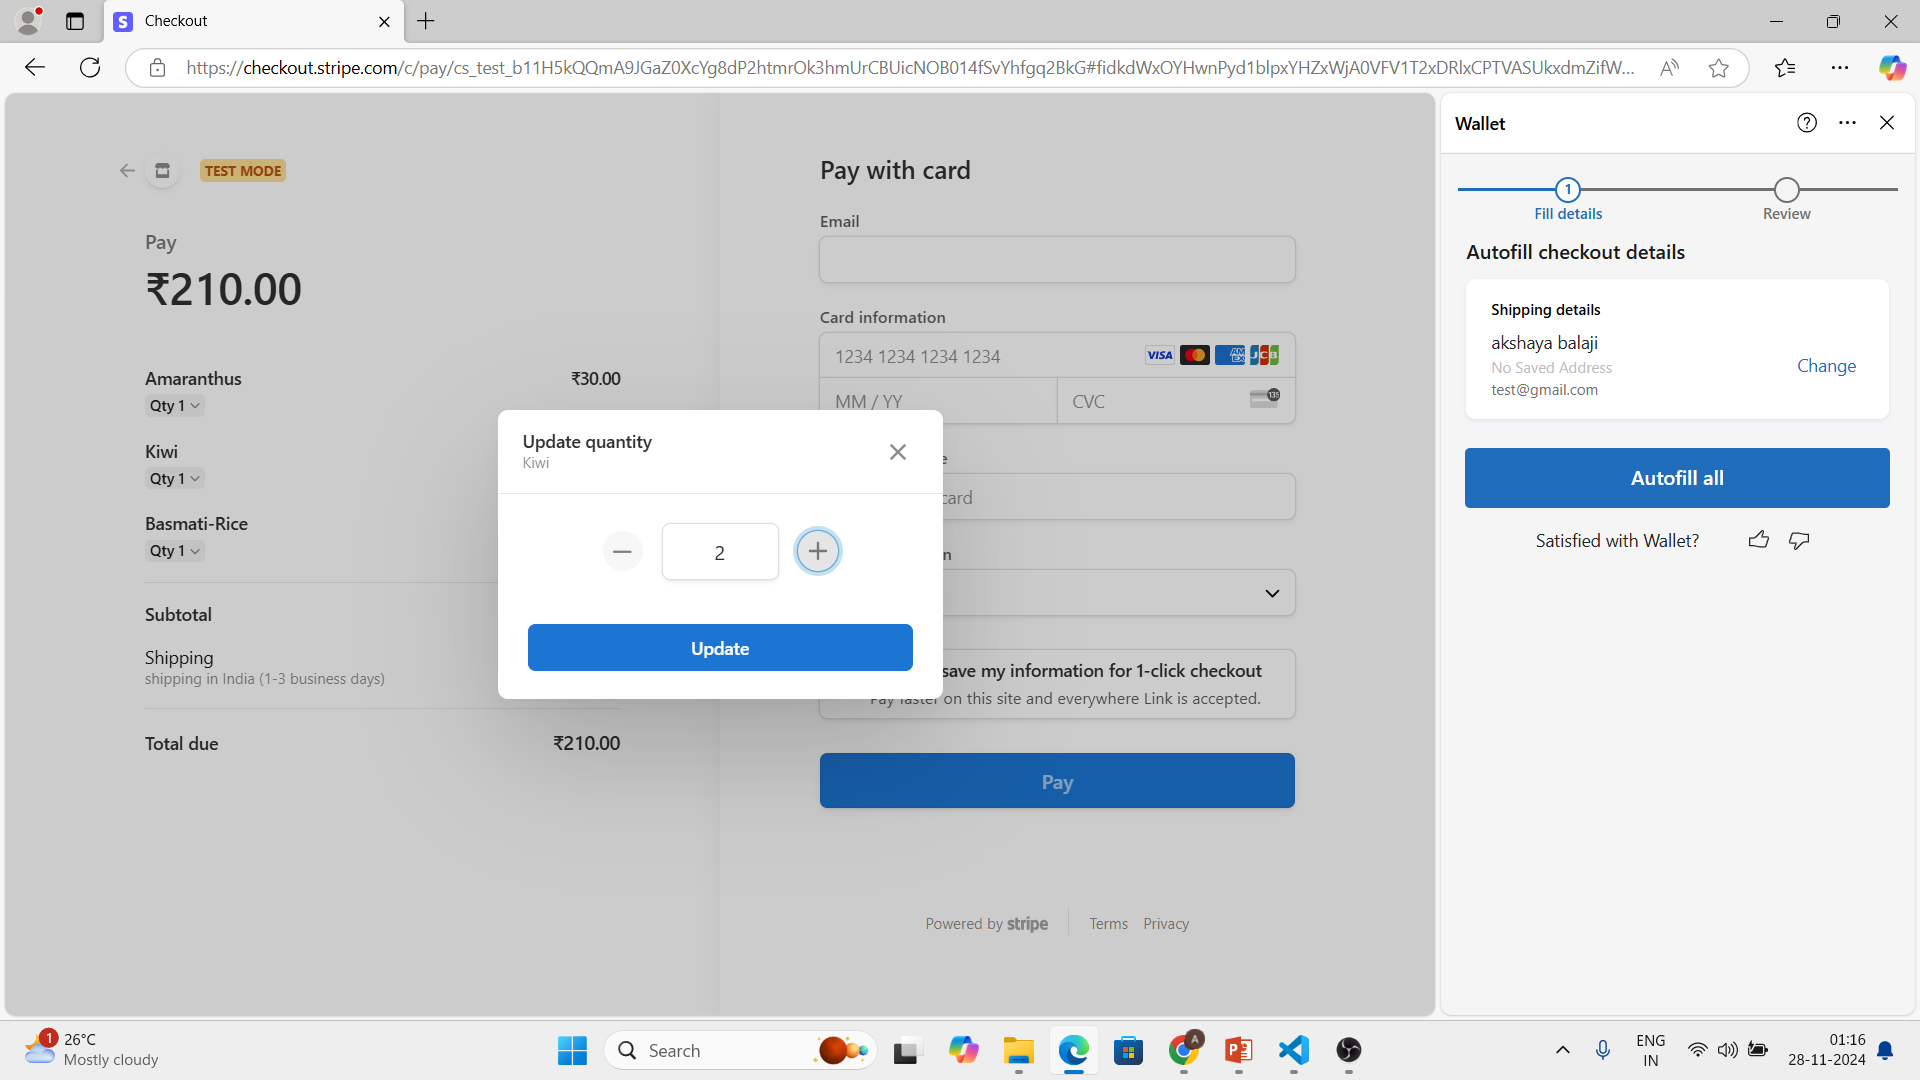 Checkout
https://checkout.stripe.com/c/pay/cs_test_b11H5kQQmA9JGaZ0XcYg8dP2htmrOk3hmUrCBUicNOB014fSvYhfgq2BkG#fidkdWxOYHwnPyd1blpxYHZxWjA0VFV1T2xDRlxCPTVASUkxdmZifW...
TEST MODE
Pay
₹210.00
Amaranthus ₹30.00
Qty 1
Kiwi
Qty 1
Basmati-Rice
Qty 1
Subtotal
Shipping
shipping in India (1-3 business days)
Total due ₹210.00
Update quantity
Kiwi
2
Update
Pay with card
Email
Card information
1234 1234 1234 1234
VISA
AM
EX
JCB
MM / YY
CVC
135
e
card
n
save my information for 1-click checkout
Pay faster on this site and everywhere Link is accepted.
Pay
Powered by stripe
Terms Privacy
Wallet
1
Fill details
Review
Autofill checkout details
Shipping details
akshaya balaji
No Saved Address
test@gmail.com
Change
Autofill all
Satisfied with Wallet?
1
26°C
Mostly cloudy
Search
A
ENG
IN
01:16
28-11-2024